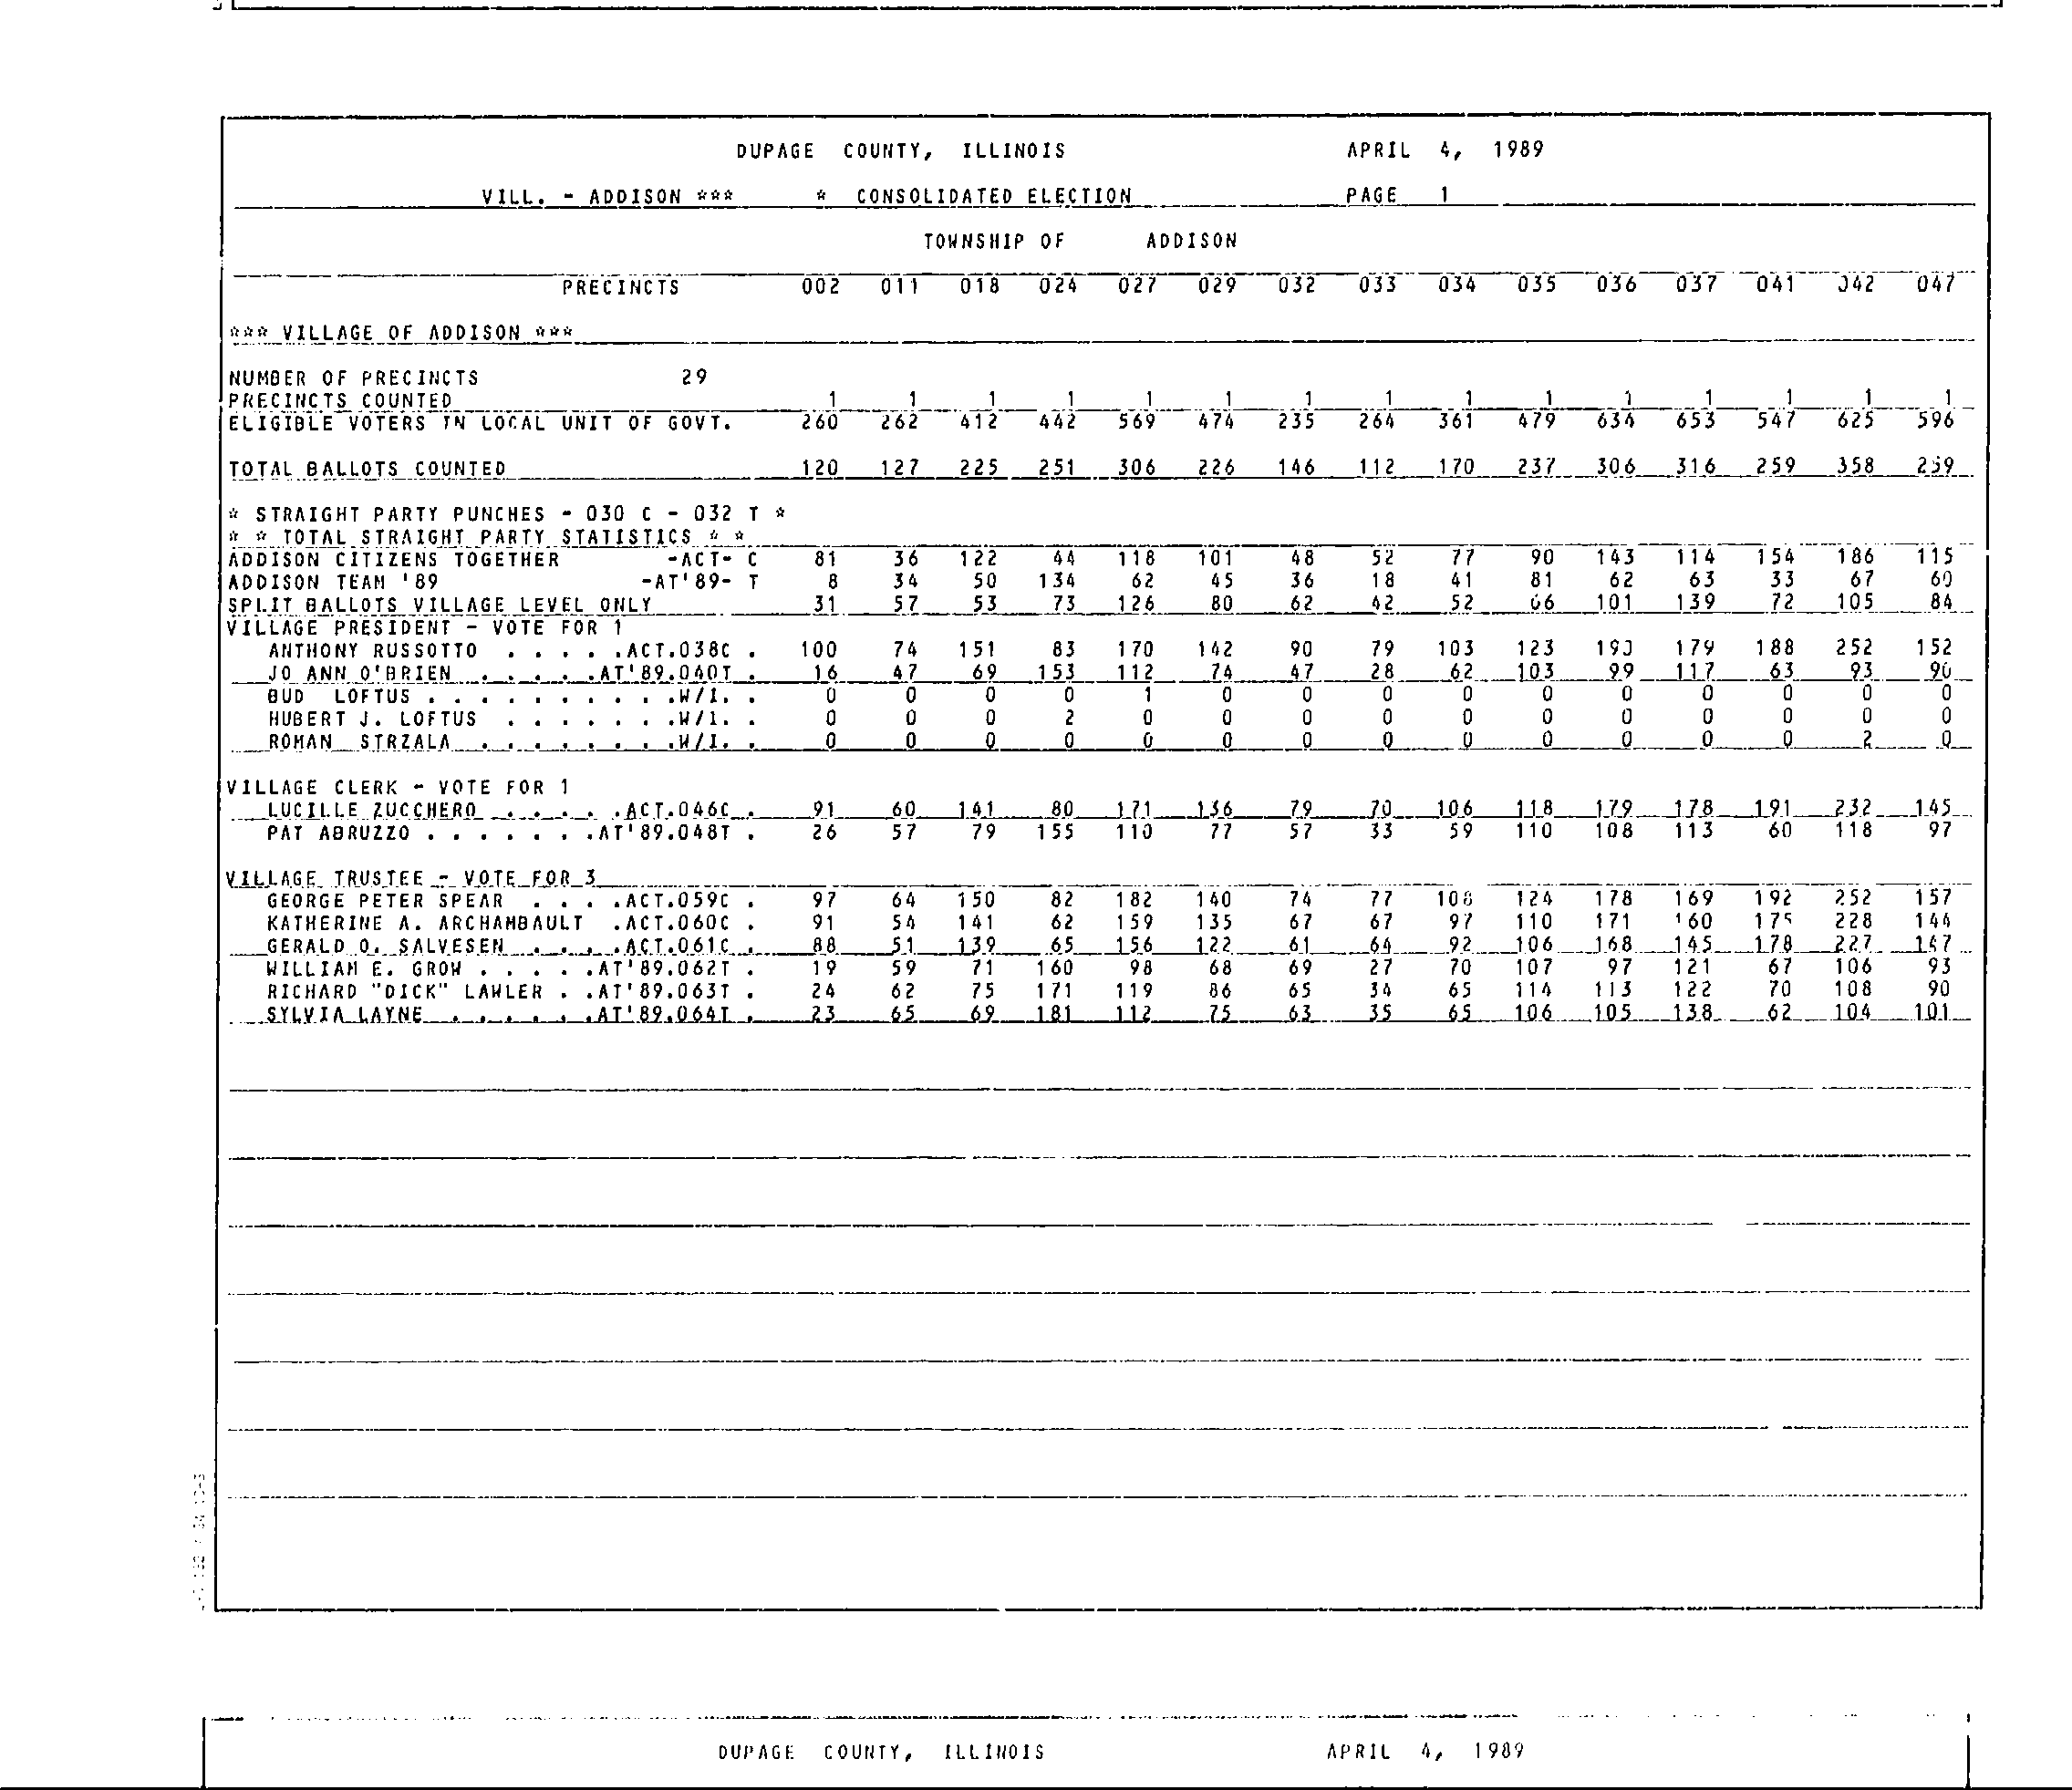 DUPAGE COUNTY, ILLINOIS APRIL 4, 1989
VILL. - ADDISON *** * CONSOLIDATED ELECTION PAGE 1
TOWNSHIP OF ADDISON
PRECINCTS 002 011 018 024 027 029 032 033 034 035 036 037 041 042 047
*** VILLAGE OF ADDISON ***
NUMBER OF PRECINCTS 29
PRECINCTS COUNTED 1 1 1 1 1 1 1 1 1 1 1 1 1 1 1
ELIGIBLE VOTERS IN LOCAL UNIT OF GOVT. 260 262 412 442 569 474 235 264 361 479 634 653 547 625 596
TOTAL BALLOTS COUNTED 120 127 225 251 306 226 146 112 170 237 306 316 259 358 259
* STRAIGHT PARTY PUNCHES - 030 C - 032 T *
* * TOTAL STRAIGHT PARTY STATISTICS * *
ADDISON CITIZENS TOGETHER -ACT- C 81 36 122 44 118 101 48 52 77 90 143 114 154 186 115
ADDISON TEAM '89 -AT'89- T 8 34 50 134 62 45 36 18 41 81 62 63 33 67 60
SPLIT BALLOTS VILLAGE LEVEL ONLY 31 57 53 73 126 80 62 42 52 66 101 139 72 105 84
VILLAGE PRESIDENT - VOTE FOR 1
ANTHONY RUSSOTTO . . . . .ACT.038C . 100 74 151 83 170 142 90 79 103 123 193 179 188 252 152
JO ANN O'BRIEN . . . . . .AT'89.040T . 16 47 69 153 112 74 47 28 62 103 99 117 63 93 90
BUD LOFTUS . . . . . . . . . .W/I. . 0 0 0 0 1 0 0 0 0 0 0 0 0 0 0
HUBERT J. LOFTUS . . . . . . .W/I. . 0 0 0 2 0 0 0 0 0 0 0 0 0 0 0
ROMAN STRZALA . . . . . . . .W/I. . 0 0 0 0 0 0 0 0 0 0 0 0 0 2 0
VILLAGE CLERK - VOTE FOR 1
LUCILLE ZUCCHERO . . . . .ACT.046C . 91 60 141 80 171 136 79 70 106 118 179 178 191 232 145
PAT ABRUZZO . . . . . . .AT'89.048T . 26 57 79 155 110 77 57 33 59 110 108 113 60 118 97
VILLAGE TRUSTEE - VOTE FOR 3
GEORGE PETER SPEAR . . . .ACT.059C . 97 64 150 82 182 140 74 77 108 124 178 169 192 252 157
KATHERINE A. ARCHAMBAULT .ACT.060C . 91 54 141 62 159 135 67 67 97 110 171 160 175 228 144
GERALD O. SALVESEN . . . . .ACT.061C . 88 51 139 65 156 122 61 64 92 106 168 145 178 227
WILLIAM E. GROW . . . . . .AT'89.062T . 19 59 71 160 98 68 69 27 70 107 97 121 67 106 93
RICHARD "DICK" LAWLER . .AT'89.063T . 24 62 75 171 119 86 65 34 65 114 113 122 70 108 90
SYLVIA LAYNE . . . . . . .AT'89.064T . 23 65 69 181 112 75 63 35 65 106 105 138 62 104 101
DUPAGE COUNTY, ILLINOIS APRIL 4, 1989